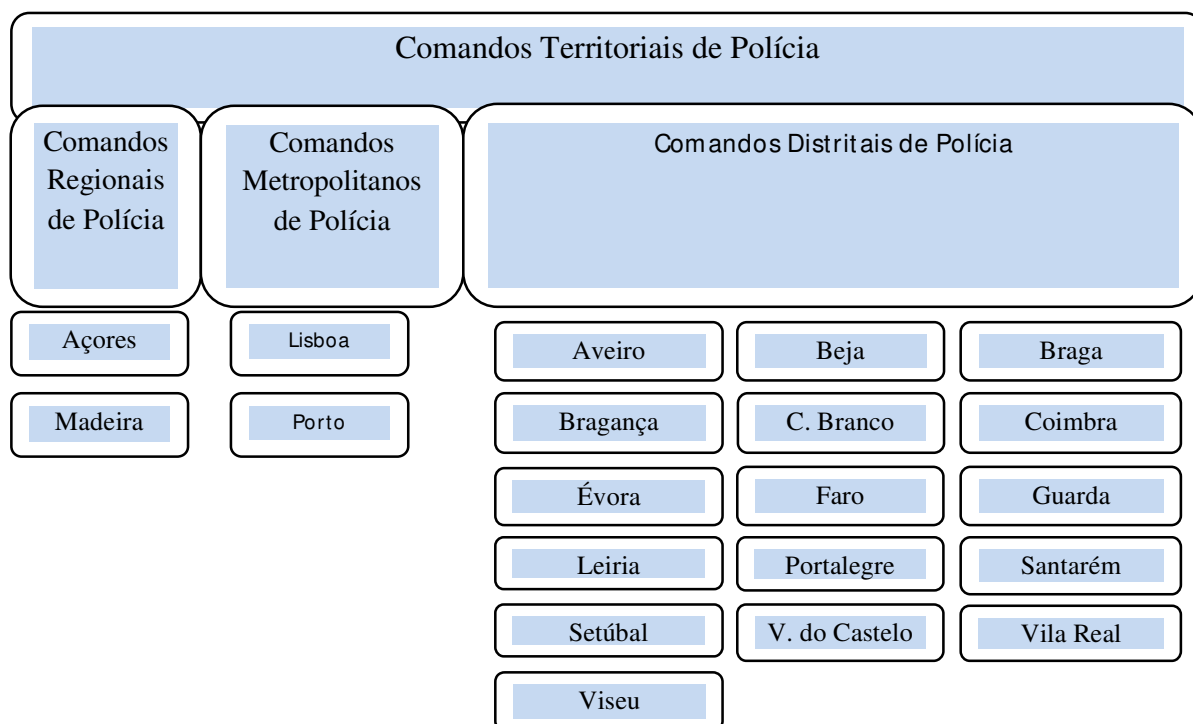 Comandos Territoriais de Polícia
Comandos
Regionais
de Polícia
Comandos
Metropolitanos
de Polícia
Comandos Distritais de Polícia
Açores
Madeira
Lisboa
Porto
Aveiro
Beja
Braga
Bragança
C. Branco
Coimbra
Évora
Faro
Guarda
Leiria
Portalegre
Santarém
Setúbal
V. do Castelo
Vila Real
Viseu